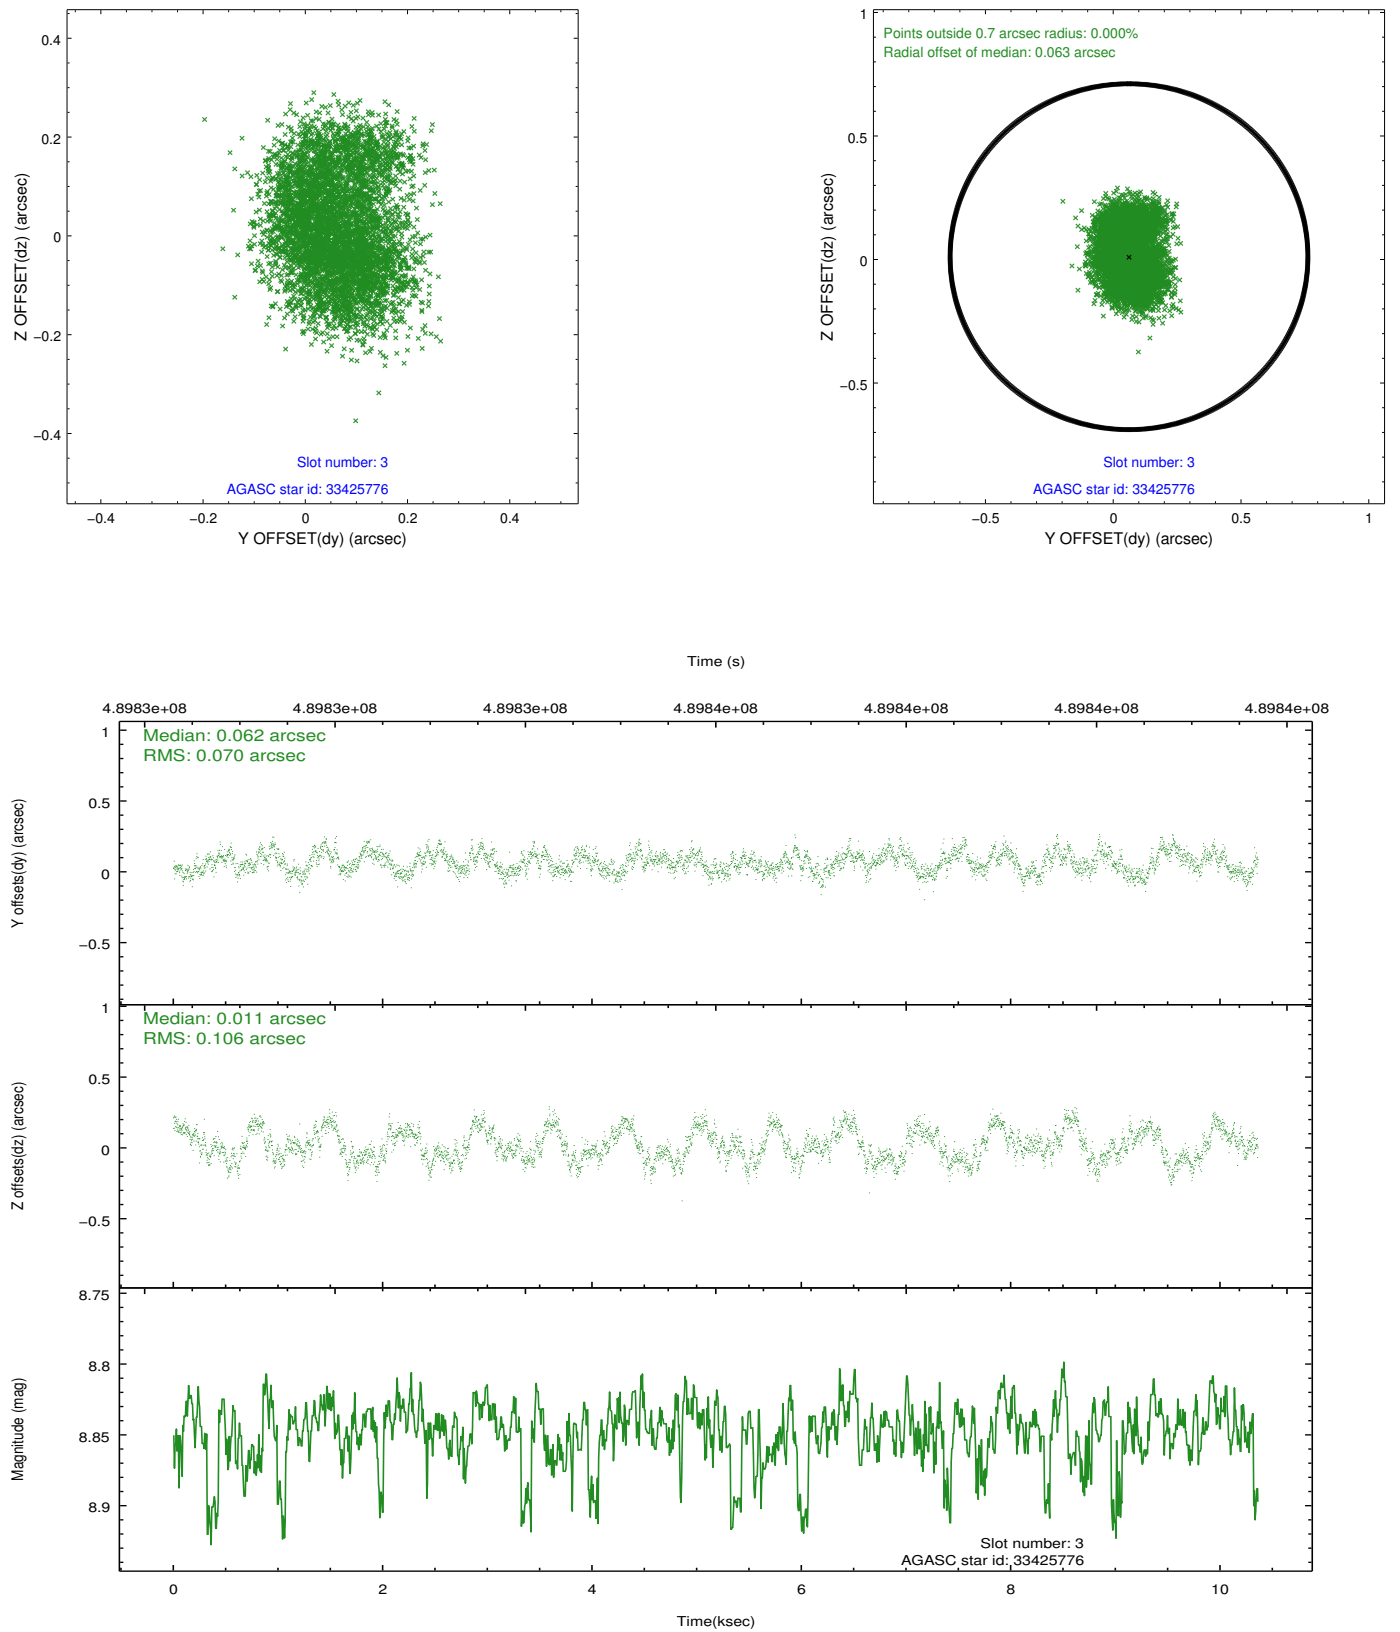 0.4
0.2
0
−0.2
−0.4
Z OFFSET(dz) (arcsec)
Slot number: 3
AGASC star id: 33425776
−0.4 −0.2 0 0.2 0.4
Y OFFSET(dy) (arcsec)
1
0.5
0
−0.5
Z OFFSET(dz) (arcsec)
Points outside 0.7 arcsec radius: 0.000%
Radial offset of median: 0.063 arcsec
Slot number: 3
AGASC star id: 33425776
−0.5 0 0.5 1
Y OFFSET(dy) (arcsec)
Time (s)
4.8983e+08 4.8983e+08 4.8983e+08 4.8984e+08 4.8984e+08 4.8984e+08 4.8984e+08
1
0.5
0
−0.5
Y offsets(dy) (arcsec)
Median: 0.062 arcsec
RMS: 0.070 arcsec
1
0.5
0
−0.5
Z offsets(dz) (arcsec)
Median: 0.011 arcsec
RMS: 0.106 arcsec
8.75
8.8
8.85
8.9
Magnitude (mag)
Slot number: 3
AGASC star id: 33425776
0 2 4 6 8 10
Time(ksec)